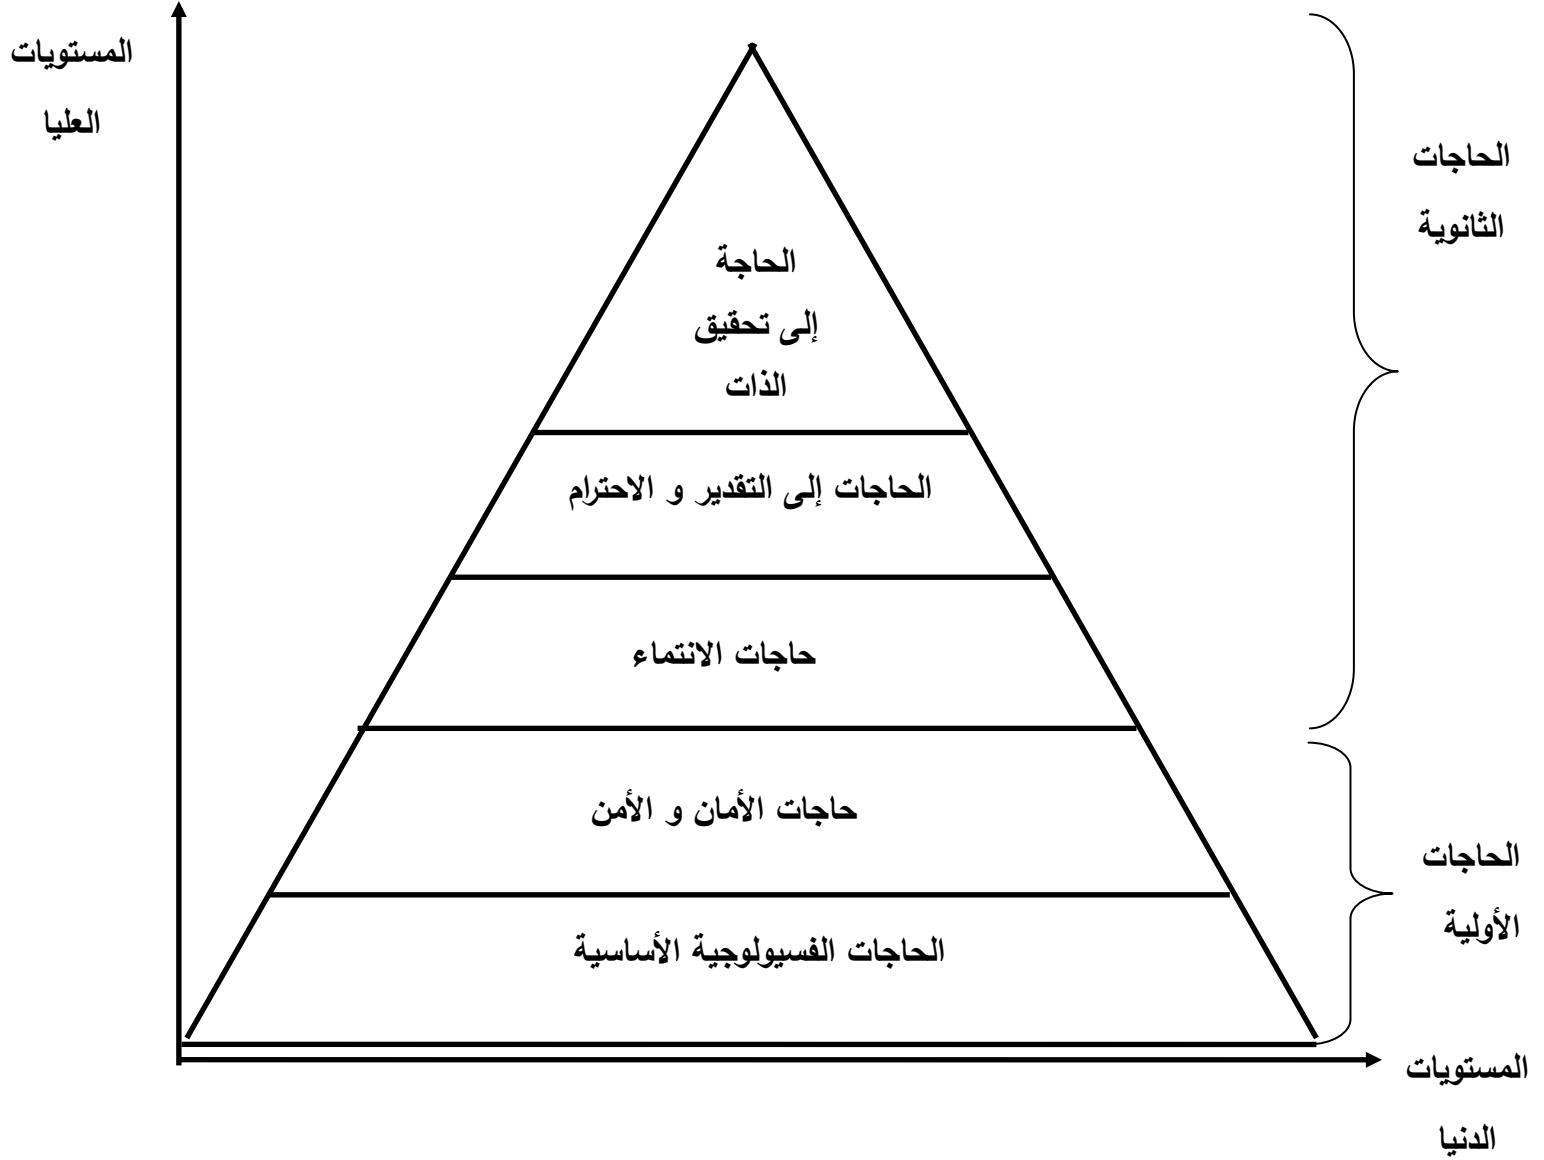 المستويات
العليا
الحاجات
الثانوية
الحاجة
إلى تحقيق
الذات
الحاجات إلى التقدير و الاحترام
حاجات الانتماء
حاجات الأمان و الأمن
الحاجات
الأولية
الحاجات الفسيولوجية الأساسية
المستويات
الدنيا